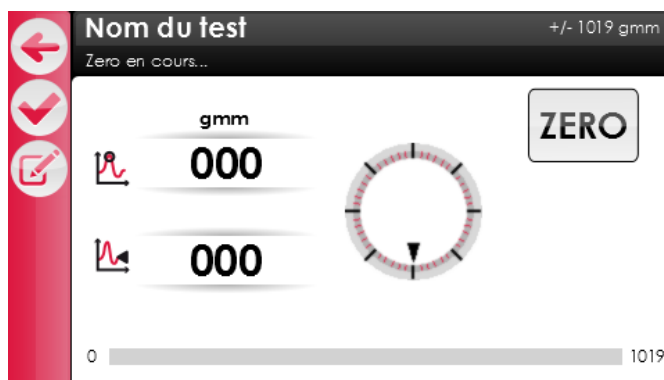 Nom du test
+/- 1019 gmm
Zero en cours...
gmm
ZERO
000
000
0
1019